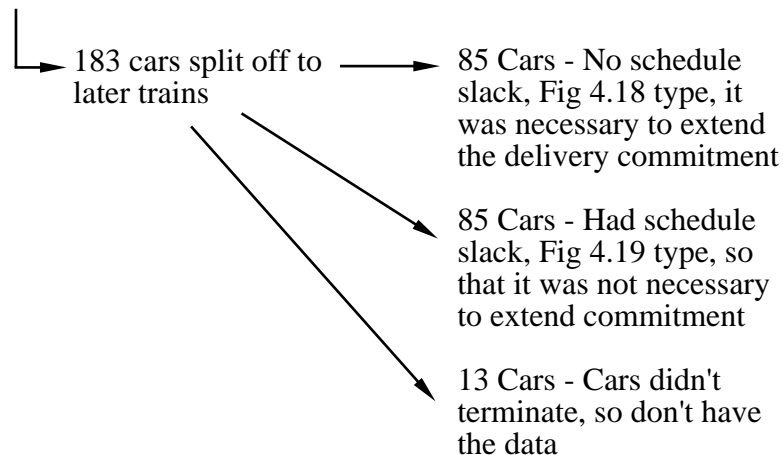 183 cars split off to
later trains
85 Cars - No schedule
slack, Fig 4.18 type, it
was necessary to extend
the delivery commitment
85 Cars - Had schedule
slack, Fig 4.19 type, so
that it was not necessary
to extend commitment
13 Cars - Cars didn't
terminate, so don't have
the data